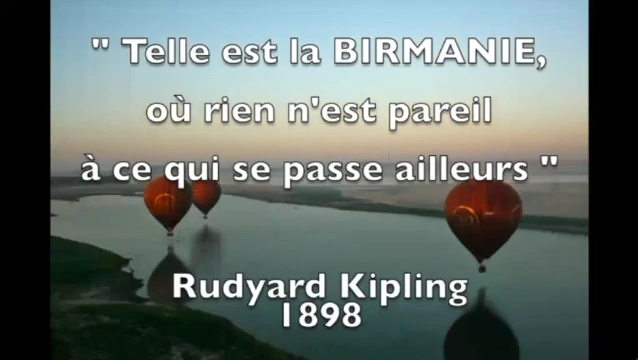 " Telle est la BIRMANIE,
où rien n'est pareil
à ce qui se passe ailleurs "
Rudyard Kipling
1898